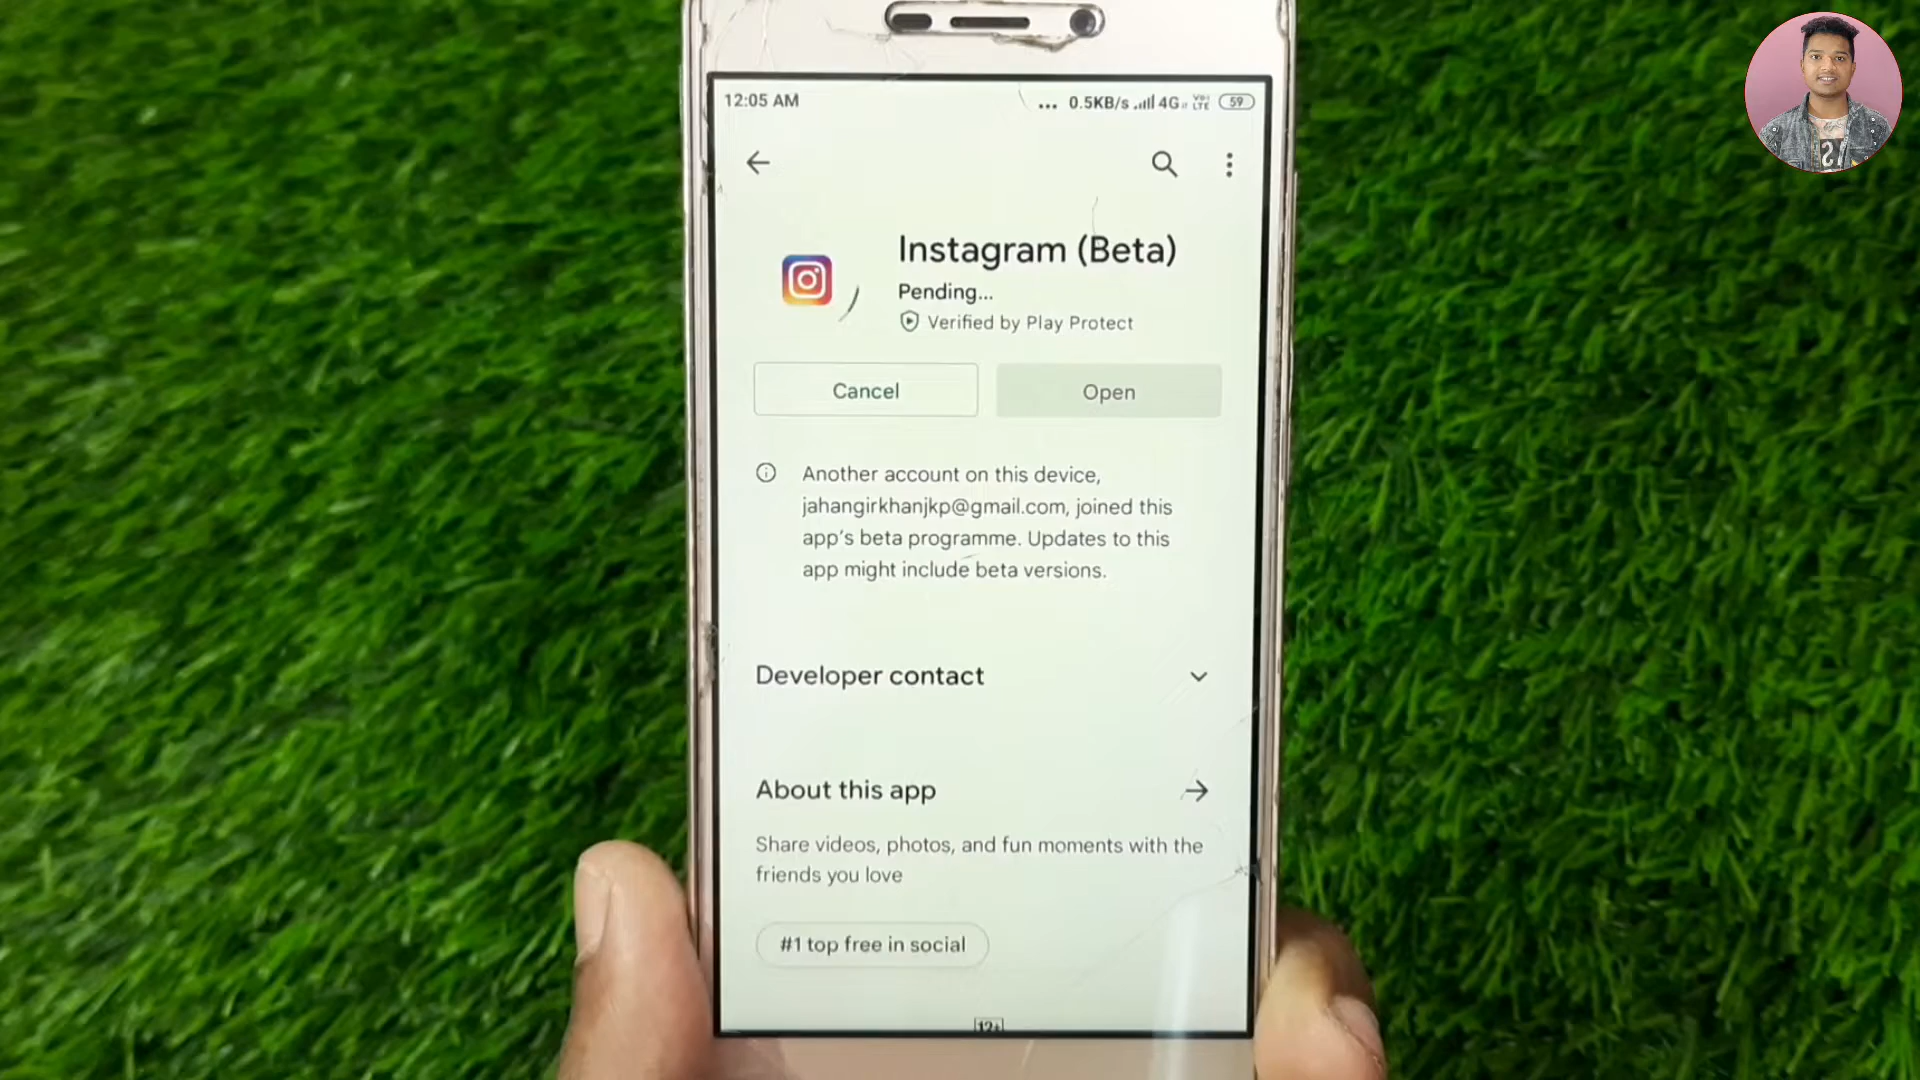 12:05 AM
... 0.5KB/s 4G VoLTE 59
Instagram (Beta)
Pending...
Verified by Play Protect
Cancel
Open
Another account on this device,
jahangirkhanjkp@gmail.com, joined this
app's beta programme. Updates to this
app might include beta versions.
Developer contact
About this app
Share videos, photos, and fun moments with the
friends you love
#1 top free in social
12+